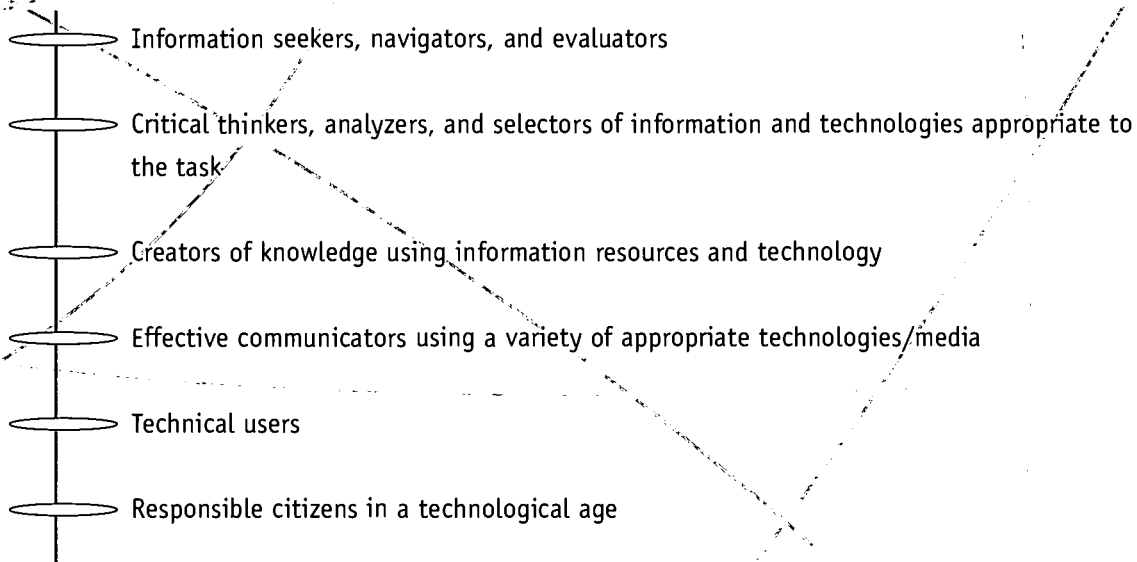 Information seekers, navigators, and evaluators
Critical thinkers, analyzers, and selectors of information and technologies appropriate to
the task
Creators of knowledge using information resources and technology
Effective communicators using a variety of appropriate technologies/media
Technical users
Responsible citizens in a technological age